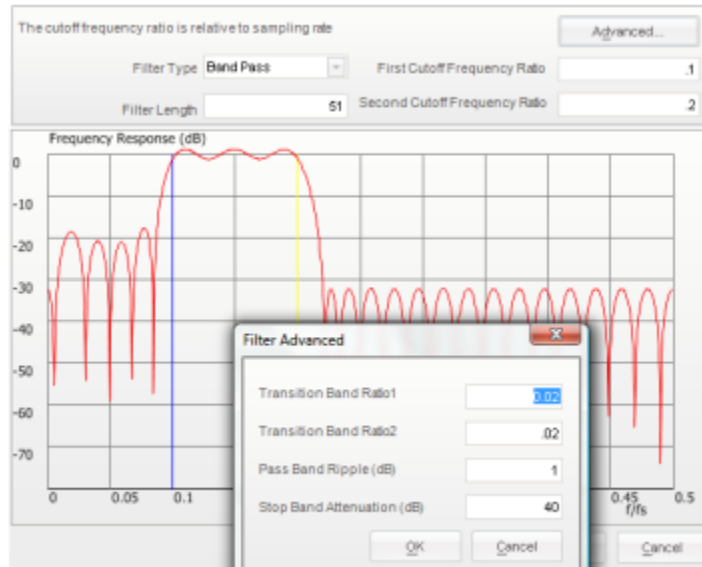 The cutoff frequency ratio is relative to sampling rate
Advanced...
Filter Type Band Pass
First Cutoff Frequency Ratio .1
Filter Length 51
Second Cutoff Frequency Ratio .2
Frequency Response (dB)
0
-10
-20
-30
-40
-50
-60
-70
0 0.05 0.1 0.45 0.5
f/fs
Filter Advanced
Transition Band Ratio1 0.02
Transition Band Ratio2 .02
Pass Band Ripple (dB) 1
Stop Band Attenuation (dB) 40
OK Cancel
Cancel